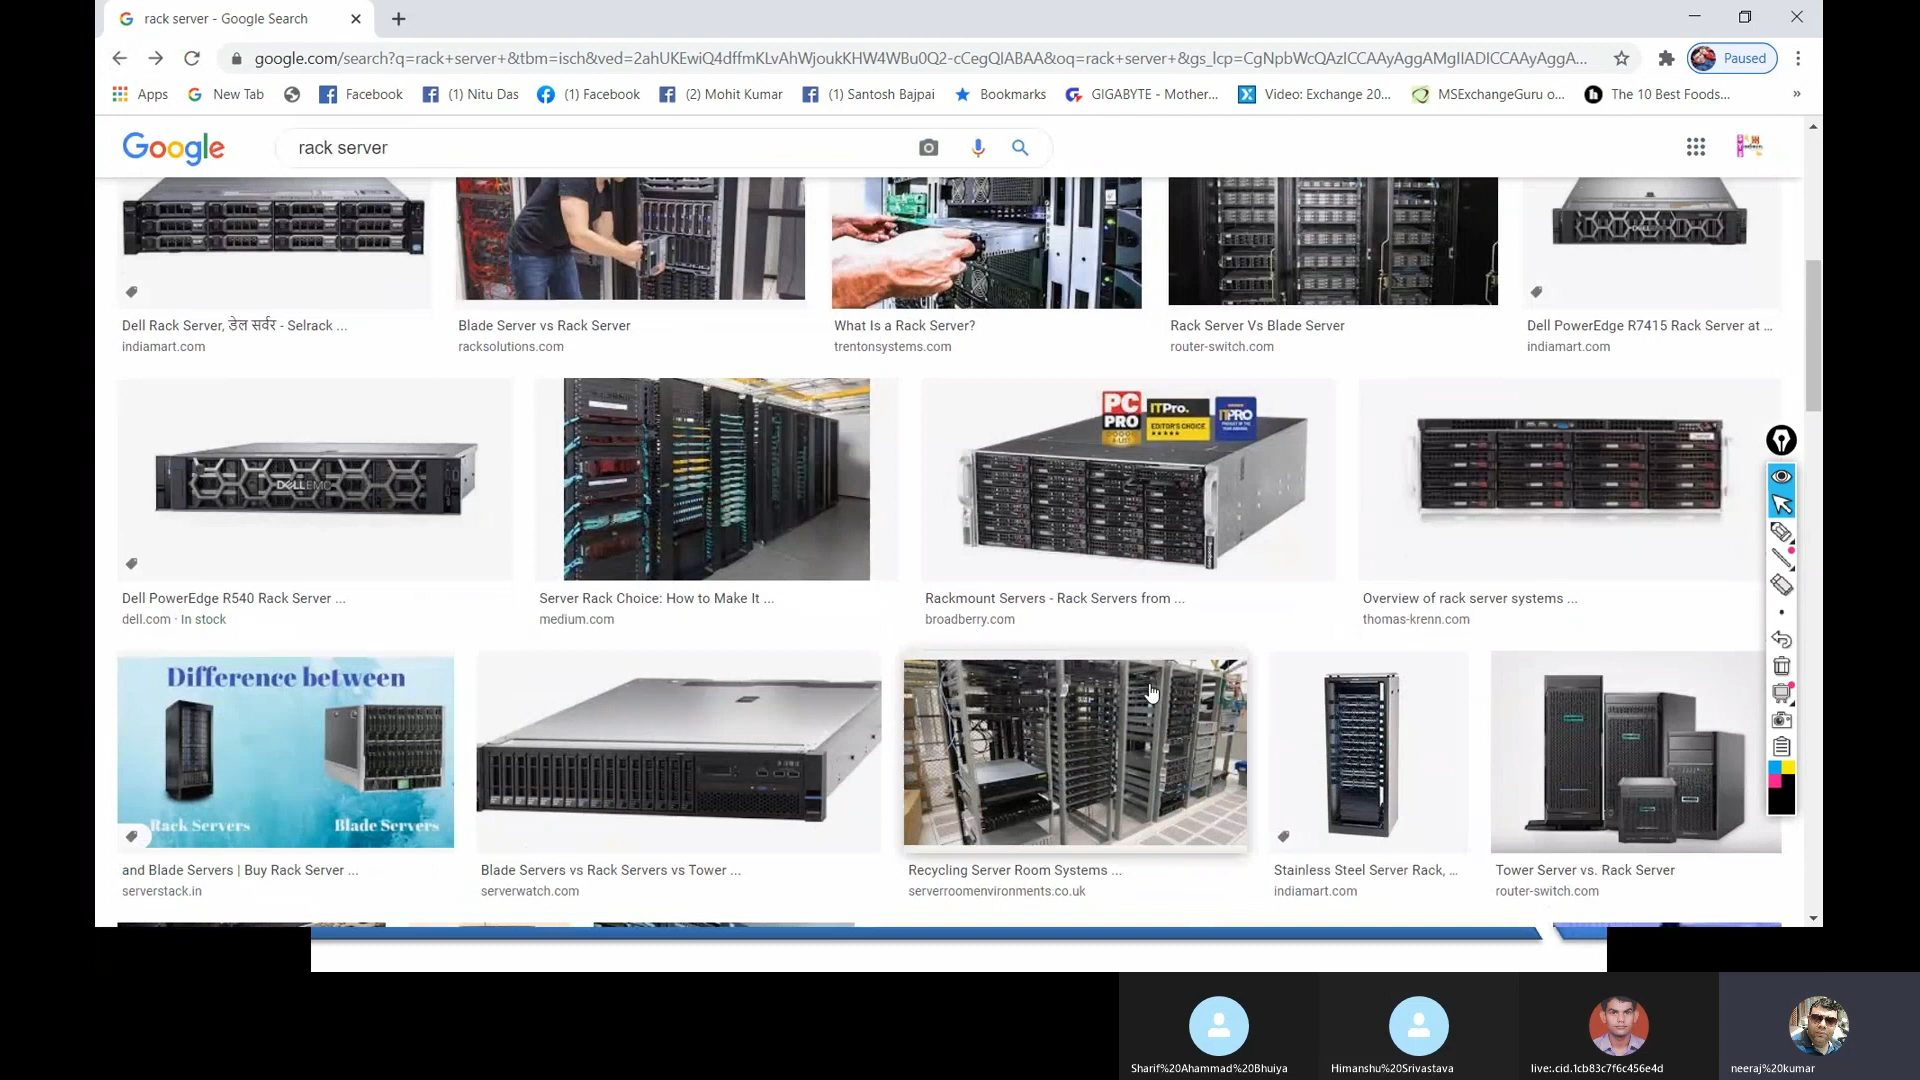 rack server - Google Search
google.com/search?q=rack+server+&tbm=isch&ved=2ahUKEwiQ4dffmKLvAhWjoukKHW4WBu0Q2-cCegQIABAA&oq=rack+server+&gs_lcp=CgNpbWcQAzICCAAyAggAMgIIADICCAAyAggA...
Paused
Apps
New Tab
Facebook
(1) Nitu Das
(1) Facebook
(2) Mohit Kumar
(1) Santosh Bajpai
Bookmarks
GIGABYTE - Mother...
Video: Exchange 20...
MSExchangeGuru o...
The 10 Best Foods...
»
Google
rack server
Dell Rack Server, डेल सर्वर - Selrack ...
indiamart.com
Blade Server vs Rack Server
racksolutions.com
What Is a Rack Server?
trentonsystems.com
Rack Server Vs Blade Server
router-switch.com
Dell PowerEdge R7415 Rack Server at ...
indiamart.com
DELLEMC
PC
PRO
ITPro.
EDITOR'S CHOICE
ITPRO
Dell PowerEdge R540 Rack Server ...
dell.com · In stock
Server Rack Choice: How to Make It ...
medium.com
Rackmount Servers - Rack Servers from ...
broadberry.com
Overview of rack server systems ...
thomas-krenn.com
Difference between
Rack Servers
Blade Servers
and Blade Servers | Buy Rack Server ...
serverstack.in
Blade Servers vs Rack Servers vs Tower ...
serverwatch.com
Recycling Server Room Systems ...
serverroomenvironments.co.uk
Stainless Steel Server Rack, ...
indiamart.com
Tower Server vs. Rack Server
router-switch.com
Sharif%20Ahammad%20Bhuiya
Himanshu%20Srivastava
live:.cid.1cb83c7f6c456e4d
neeraj%20kumar